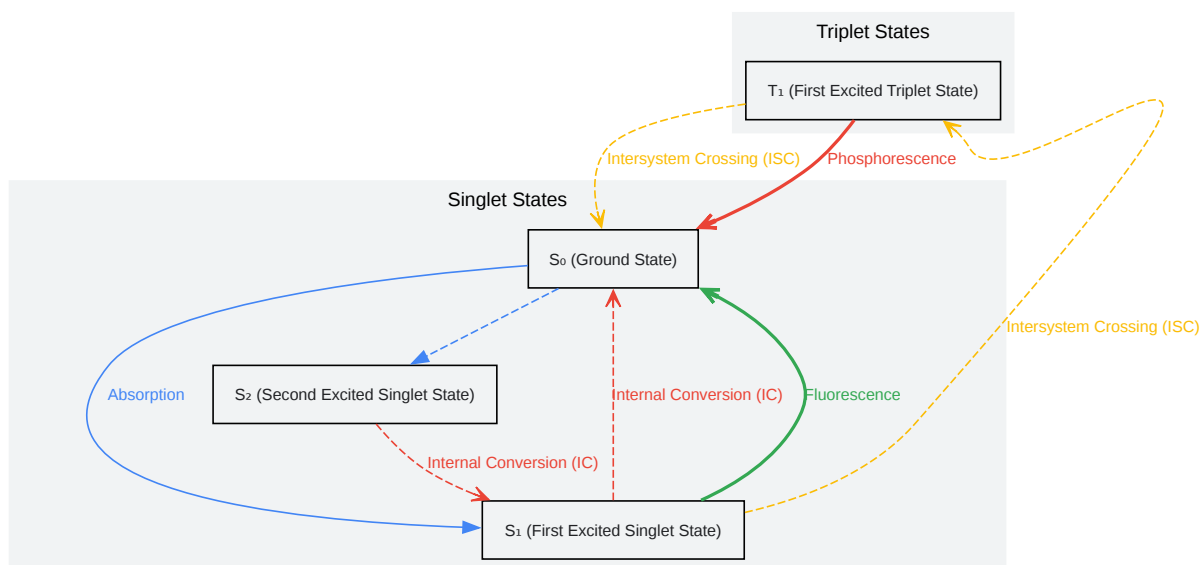 Triplet States
T₁ (First Excited Triplet State)
Intersystem Crossing (ISC)
Phosphorescence
Singlet States
S₀ (Ground State)
Intersystem Crossing (ISC)
Absorption
S₂ (Second Excited Singlet State)
Internal Conversion (IC)
Fluorescence
Internal Conversion (IC)
S₁ (First Excited Singlet State)